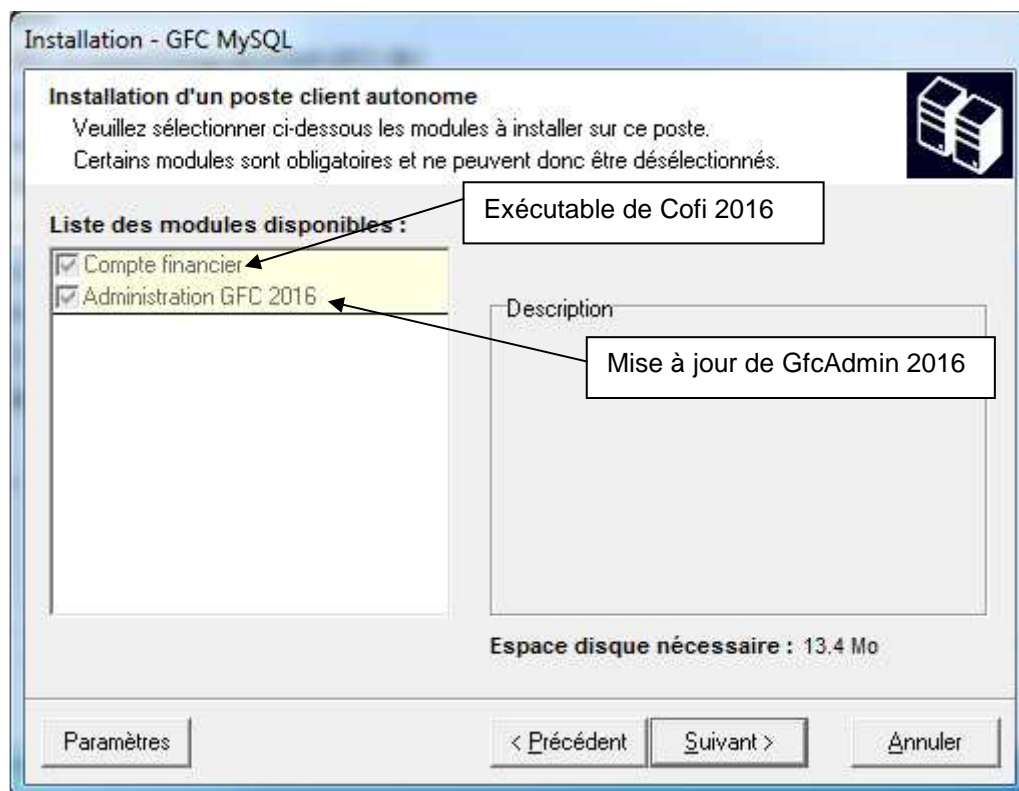 Installation - GFC MySQL
Installation d'un poste client autonome
Veuillez sélectionner ci-dessous les modules à installer sur ce poste.
Certains modules sont obligatoires et ne peuvent donc être désélectionnés.
Exécutable de Cofi 2016
Liste des modules disponibles :
Compte financier
Administration GFC 2016
Description
Mise à jour de GfcAdmin 2016
Espace disque nécessaire : 13.4 Mo
Paramètres
< Précédent
Suivant >
Annuler